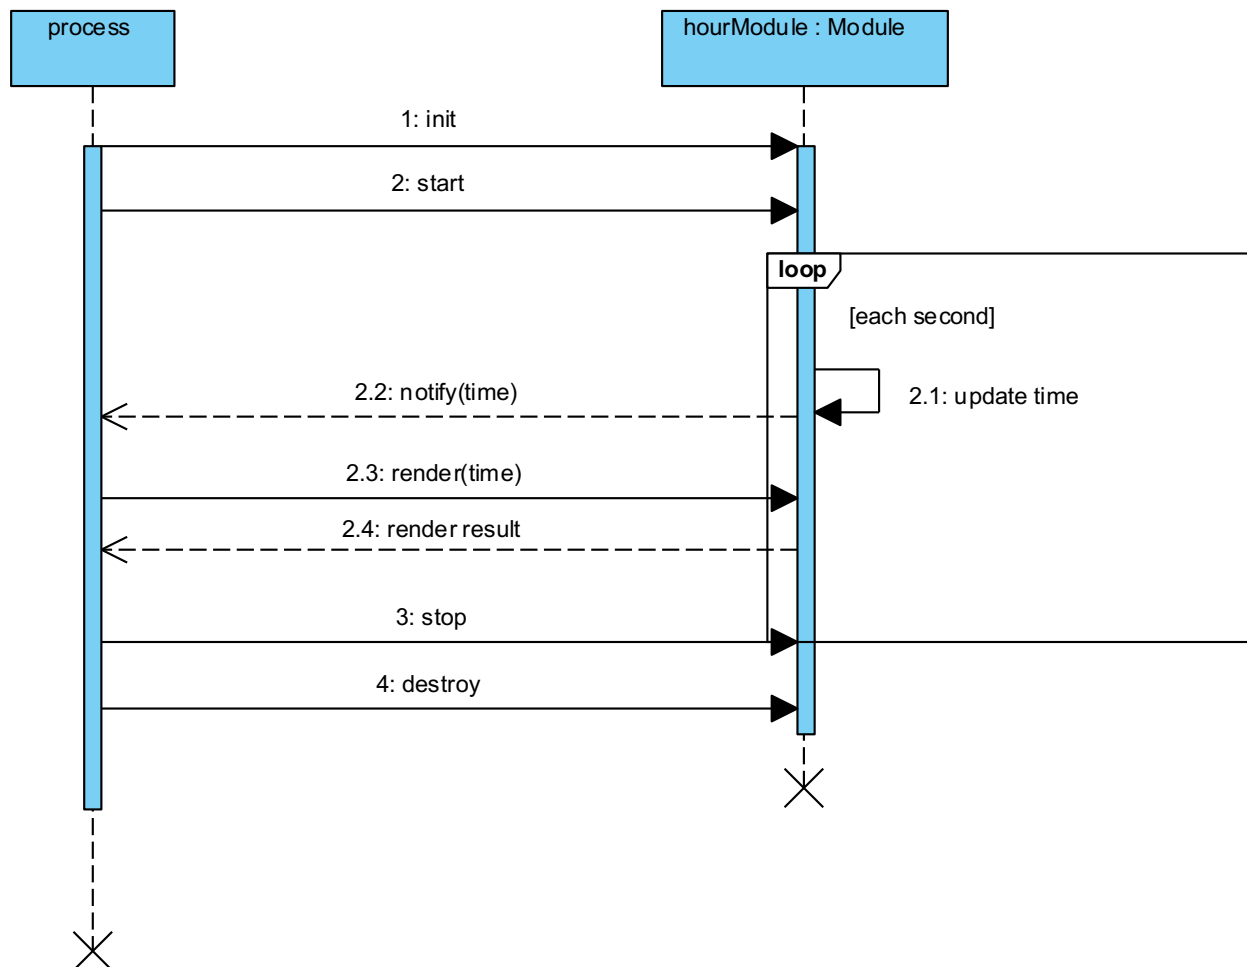 process
hourModule : Module
1: init
2: start
loop
[each second]
2.2: notify(time)
2.1: update time
2.3: render(time)
2.4: render result
3: stop
4: destroy